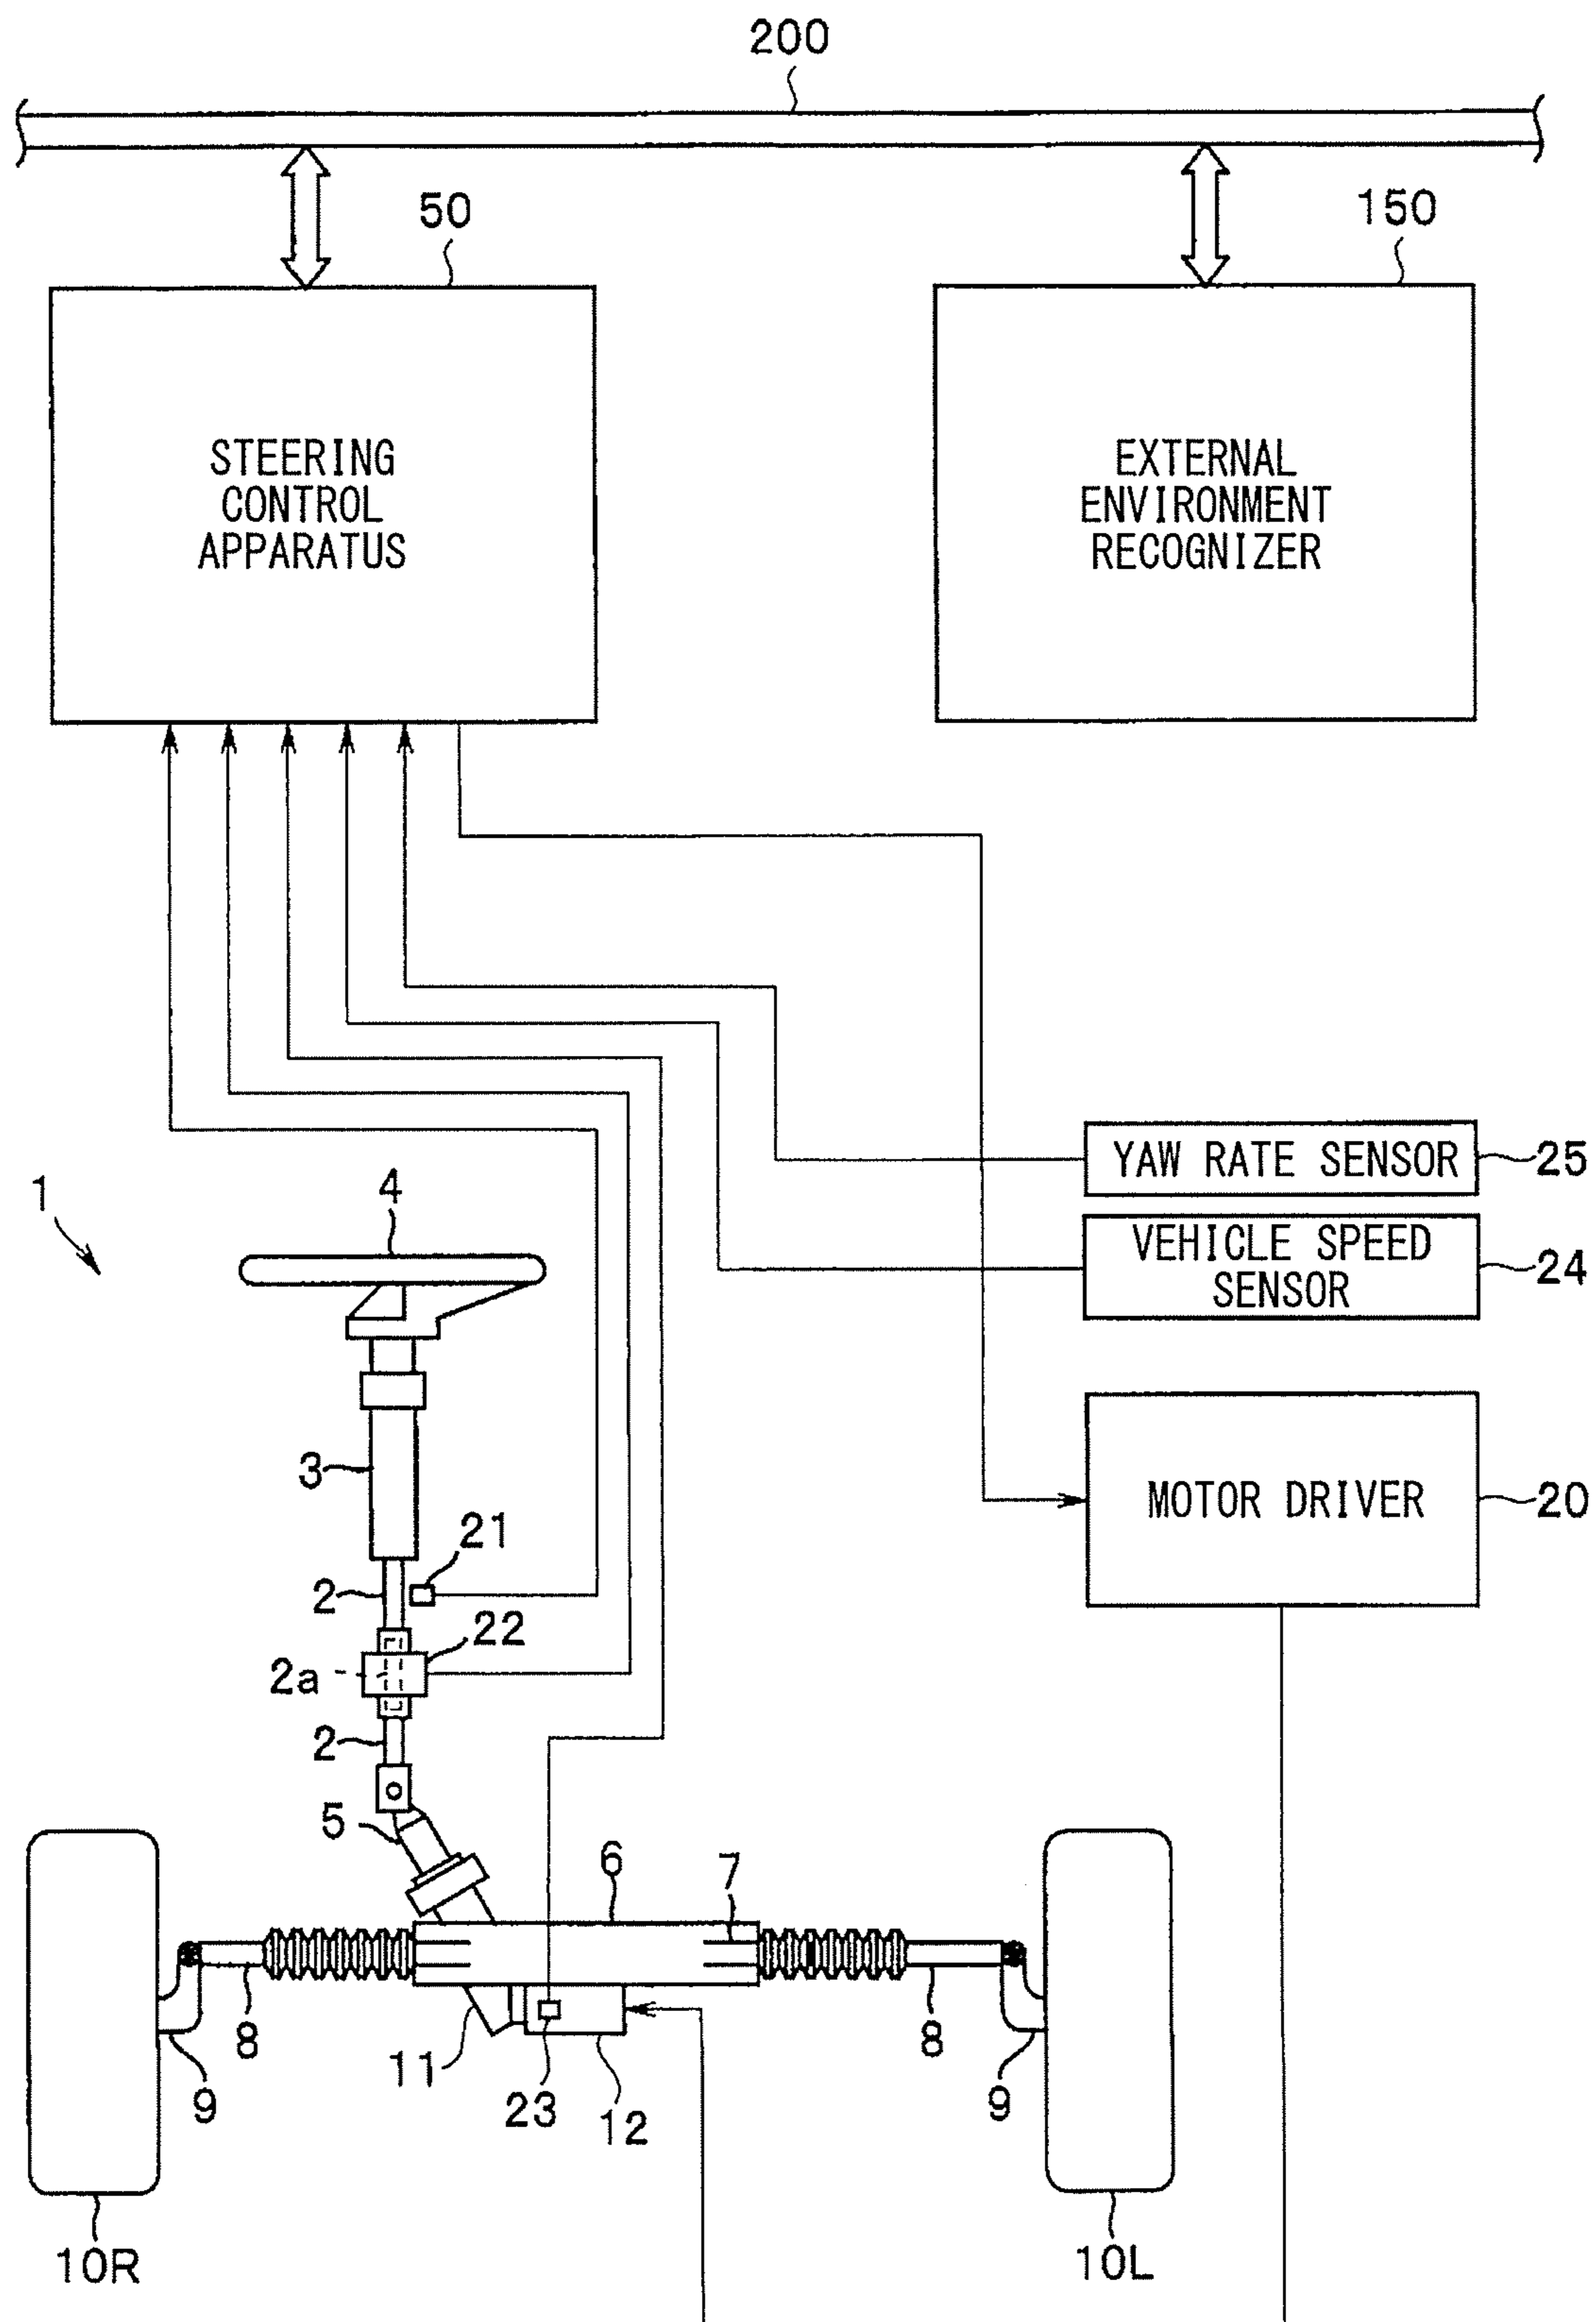 200
50
150
STEERING
CONTROL
APPARATUS
EXTERNAL
ENVIRONMENT
RECOGNIZER
YAW RATE SENSOR
25
1
4
VEHICLE SPEED
SENSOR
24
3
MOTOR DRIVER
20
21
2
22
2a
2
5
6
7
8
11
8
9
23
12
9
10R
10L